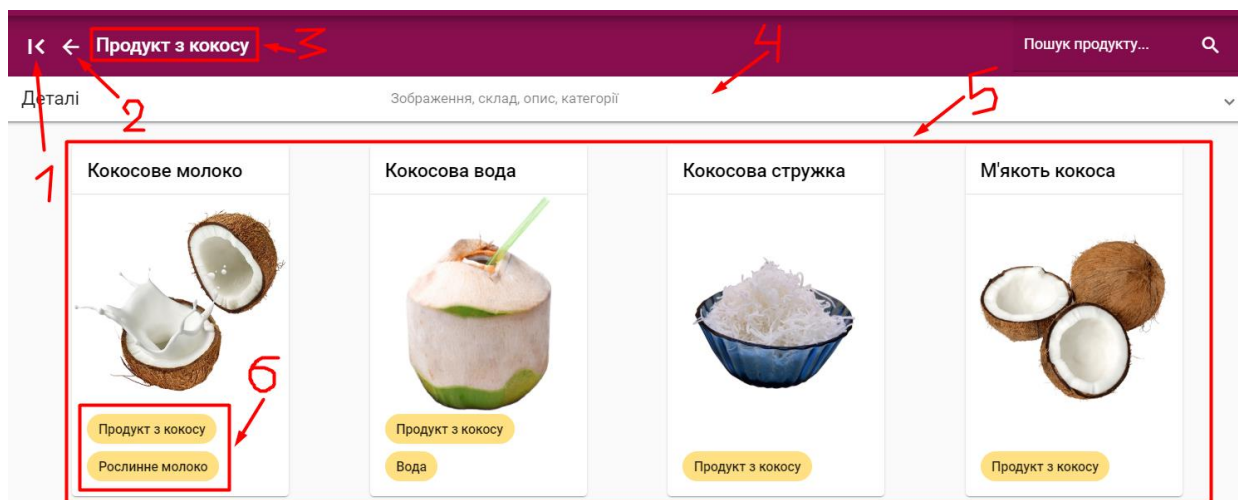 Продукт з кокосу 3 4 Пошук продукту...
Деталі 2 Зображення, склад, опис, категорії 5
1
Кокосове молоко Кокосова вода Кокосова стружка М'якоть кокоса
6
Продукт з кокосу Продукт з кокосу
Рослинне молоко Вода Продукт з кокосу Продукт з кокосу